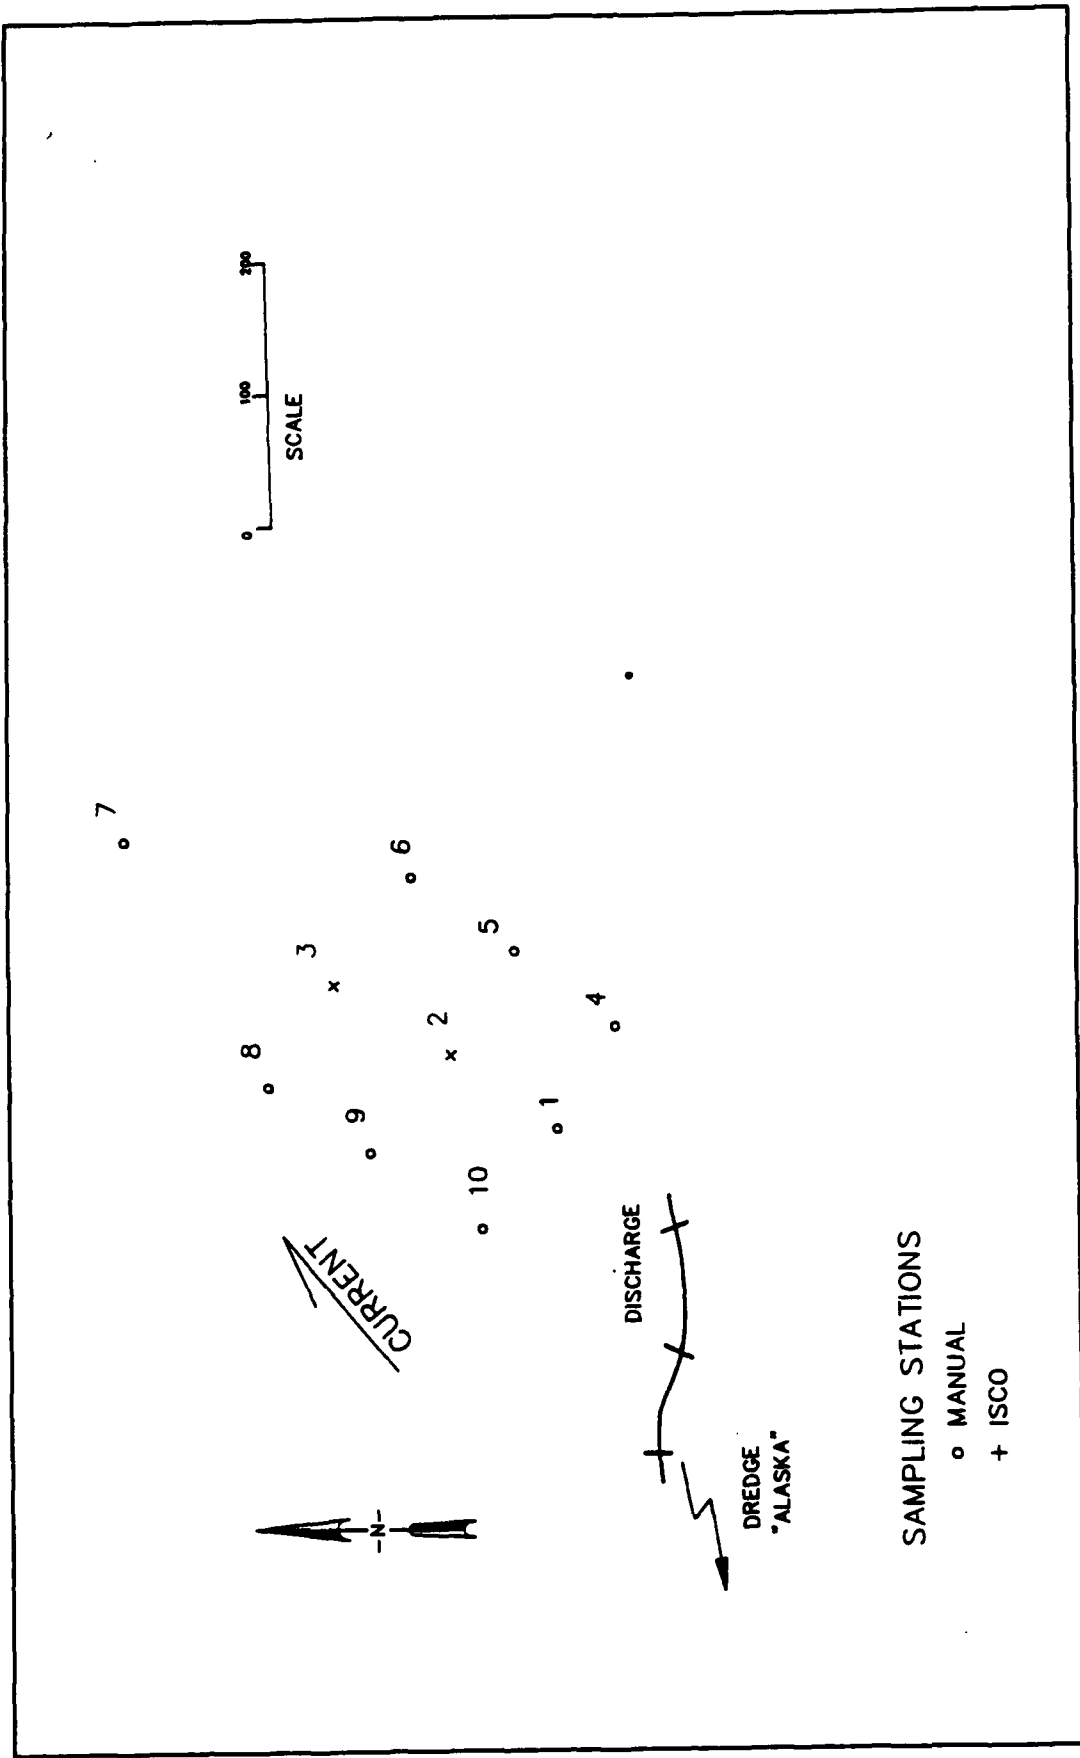 7
8
3
6
9
2
5
10
1
4
0 100 200
SCALE
CURRENT
-N-
DISCHARGE
DREDGE
"ALASKA"
SAMPLING STATIONS
o MANUAL
+ ISCO